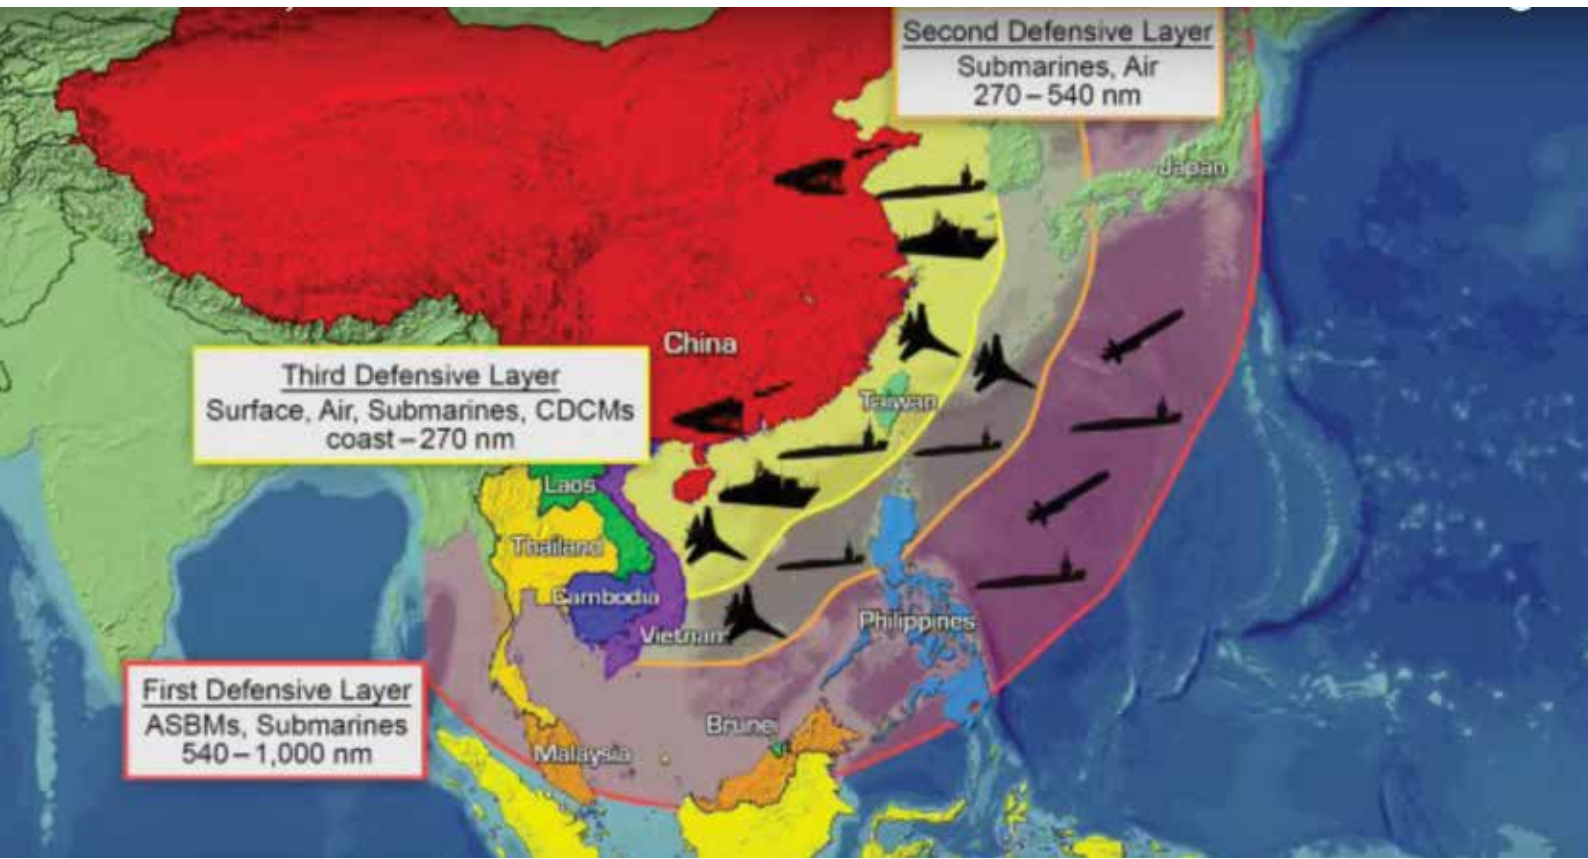 Second Defensive Layer
Submarines, Air
270–540 nm
Japan
China
Third Defensive Layer
Surface, Air, Submarines, CDCMs
coast–270 nm
Taiwan
Laos
Thailand
Cambodia
Vietnam
Philippines
First Defensive Layer
ASBMs, Submarines
540–1,000 nm
Brunei
Malaysia